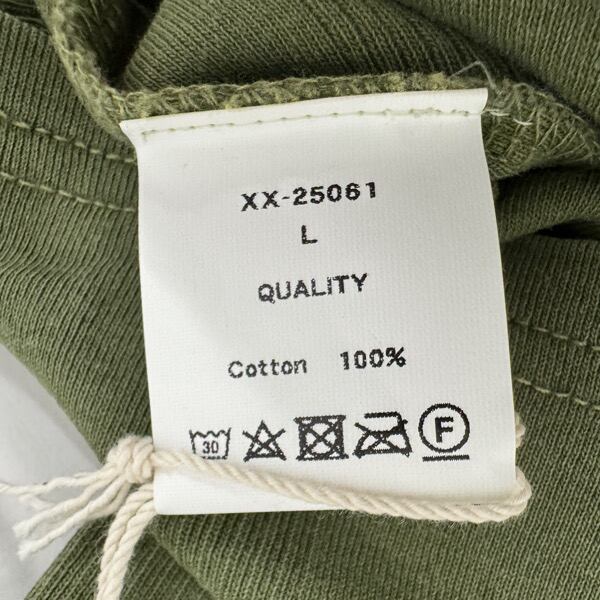 XX-25061
L
QUALITY
Cotton 100%
30 F